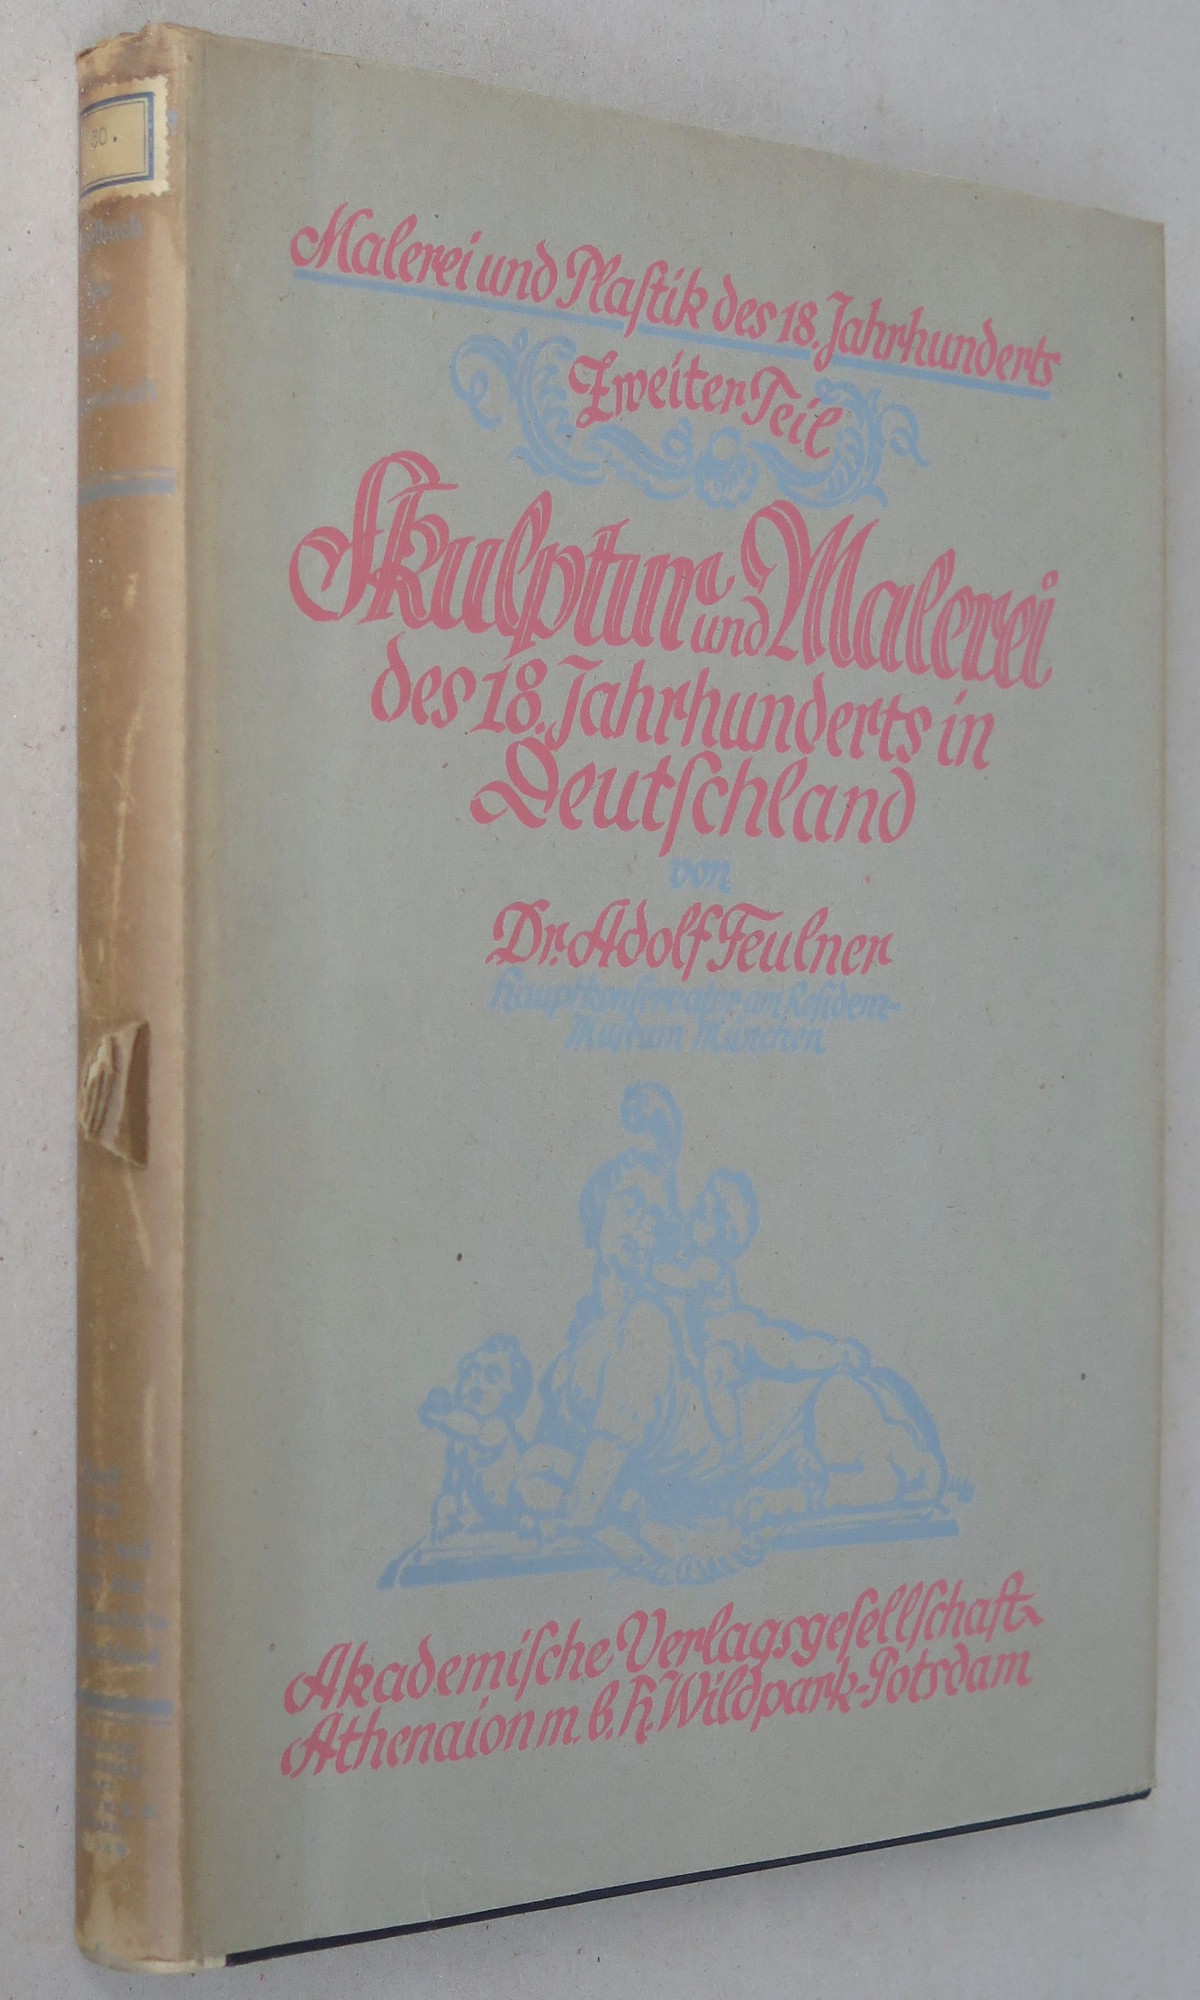 30.
Malerei und Plastik des 18. Jahrhunderts
Zweiter Teil
Skulptur und Malerei
des 18. Jahrhunderts in
Deutschland
von
Dr. Adolf Feulner
Hauptkonservator am Residenz-
Museum München
Akademische Verlagsgesellschaft
Athenaion m. b. H. Wildpark-Potsdam